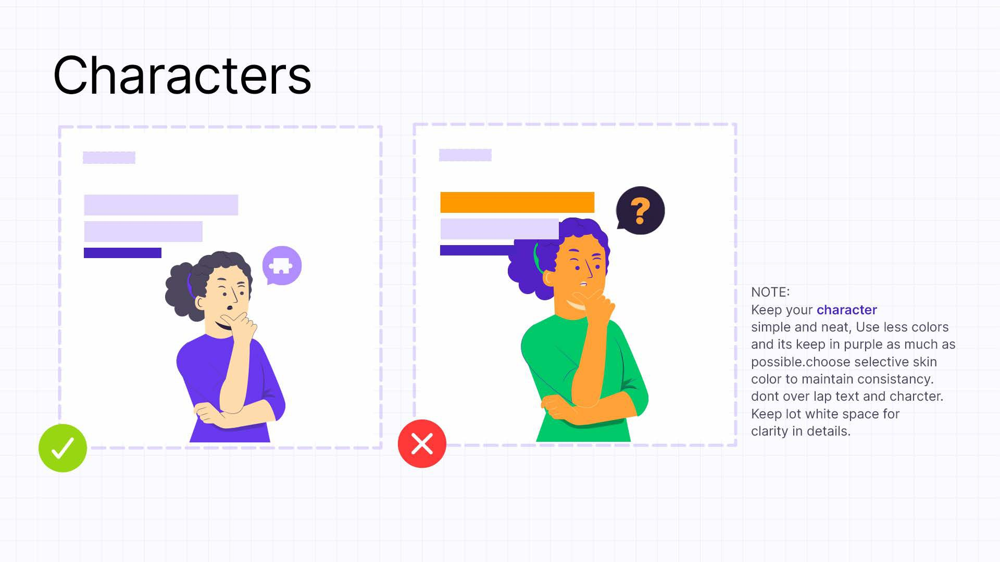 Characters
?
NOTE:
Keep your character
simple and neat, Use less colors
and its keep in purple as much as
possible.choose selective skin
color to maintain consistancy.
dont over lap text and charcter.
Keep lot white space for
clarity in details.